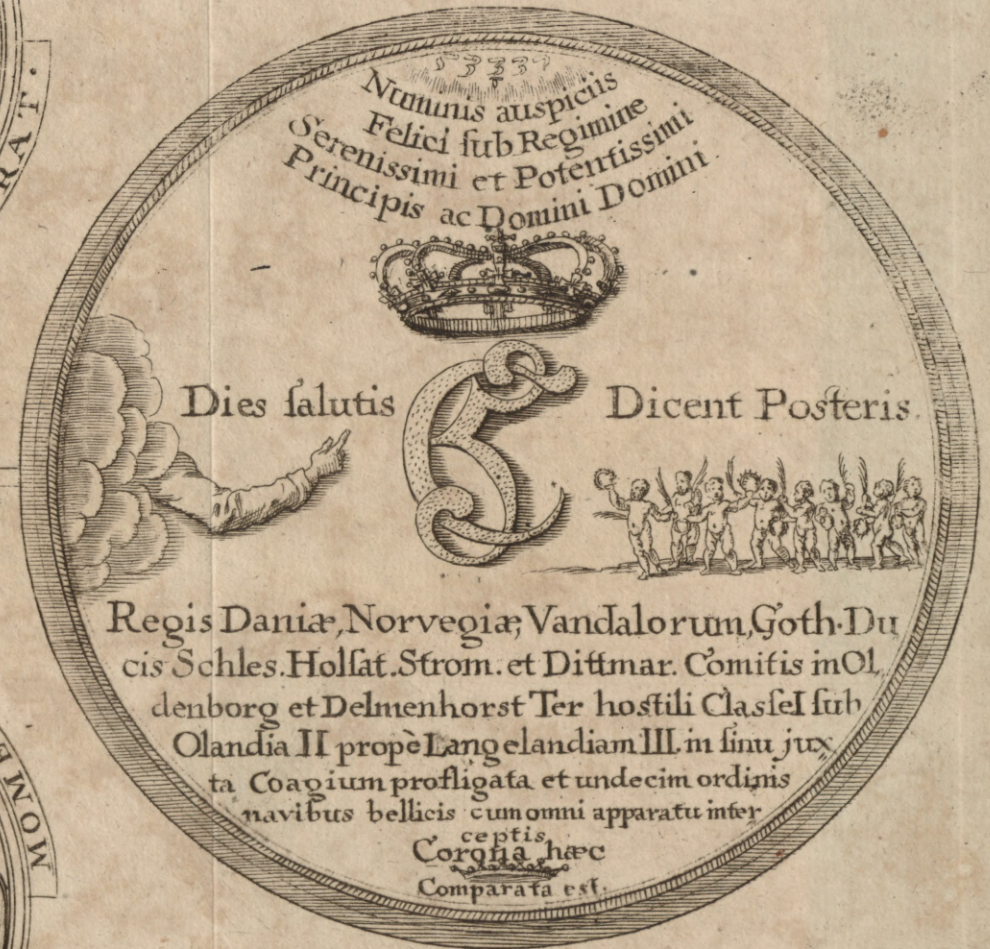 RAT.
Numinis auspiciis
Felici ſub Regimine
Serenissimi et Potentissimi
Principis ac Domini Domini
Dies ſalutis
Dicent Posteris.
Regis Daniæ, Norvegiæ, Vandalorum, Goth. Du
cis Schles. Holſat. Strom. et Dittmar. Comitis in Ol,
denborg et Delmenhorst Ter hostili Clasſe I ſub
Olandia II propè Langelandiam III. in ſinu jux
ta Coagium profligata et undecim ordinis
navibus bellicis cum omni apparatu inter
ceptis
Corona hæc
Comparata est.
MOME